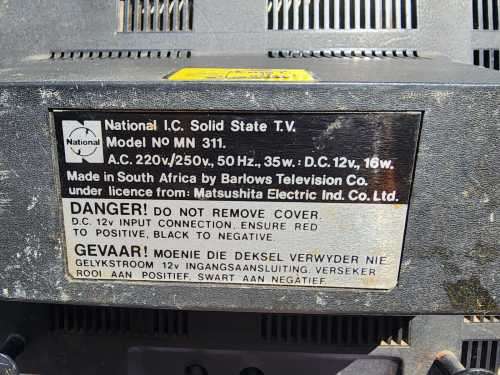 National
National I.C. Solid State T.V.
Model Nº MN 311.
A.C. 220v./250v., 50 Hz., 35w. : D.C. 12v., 16w.
Made in South Africa by Barlows Television Co.
under licence from: Matsushita Electric Ind. Co. Ltd.
DANGER! DO NOT REMOVE COVER.
D.C. 12v INPUT CONNECTION. ENSURE RED
TO POSITIVE, BLACK TO NEGATIVE.
GEVAAR! MOENIE DIE DEKSEL VERWYDER NIE
GELYKSTROOM 12v INGANGSAANSLUITING. VERSEKER
ROOI AAN POSITIEF, SWART AAN NEGATIEF.